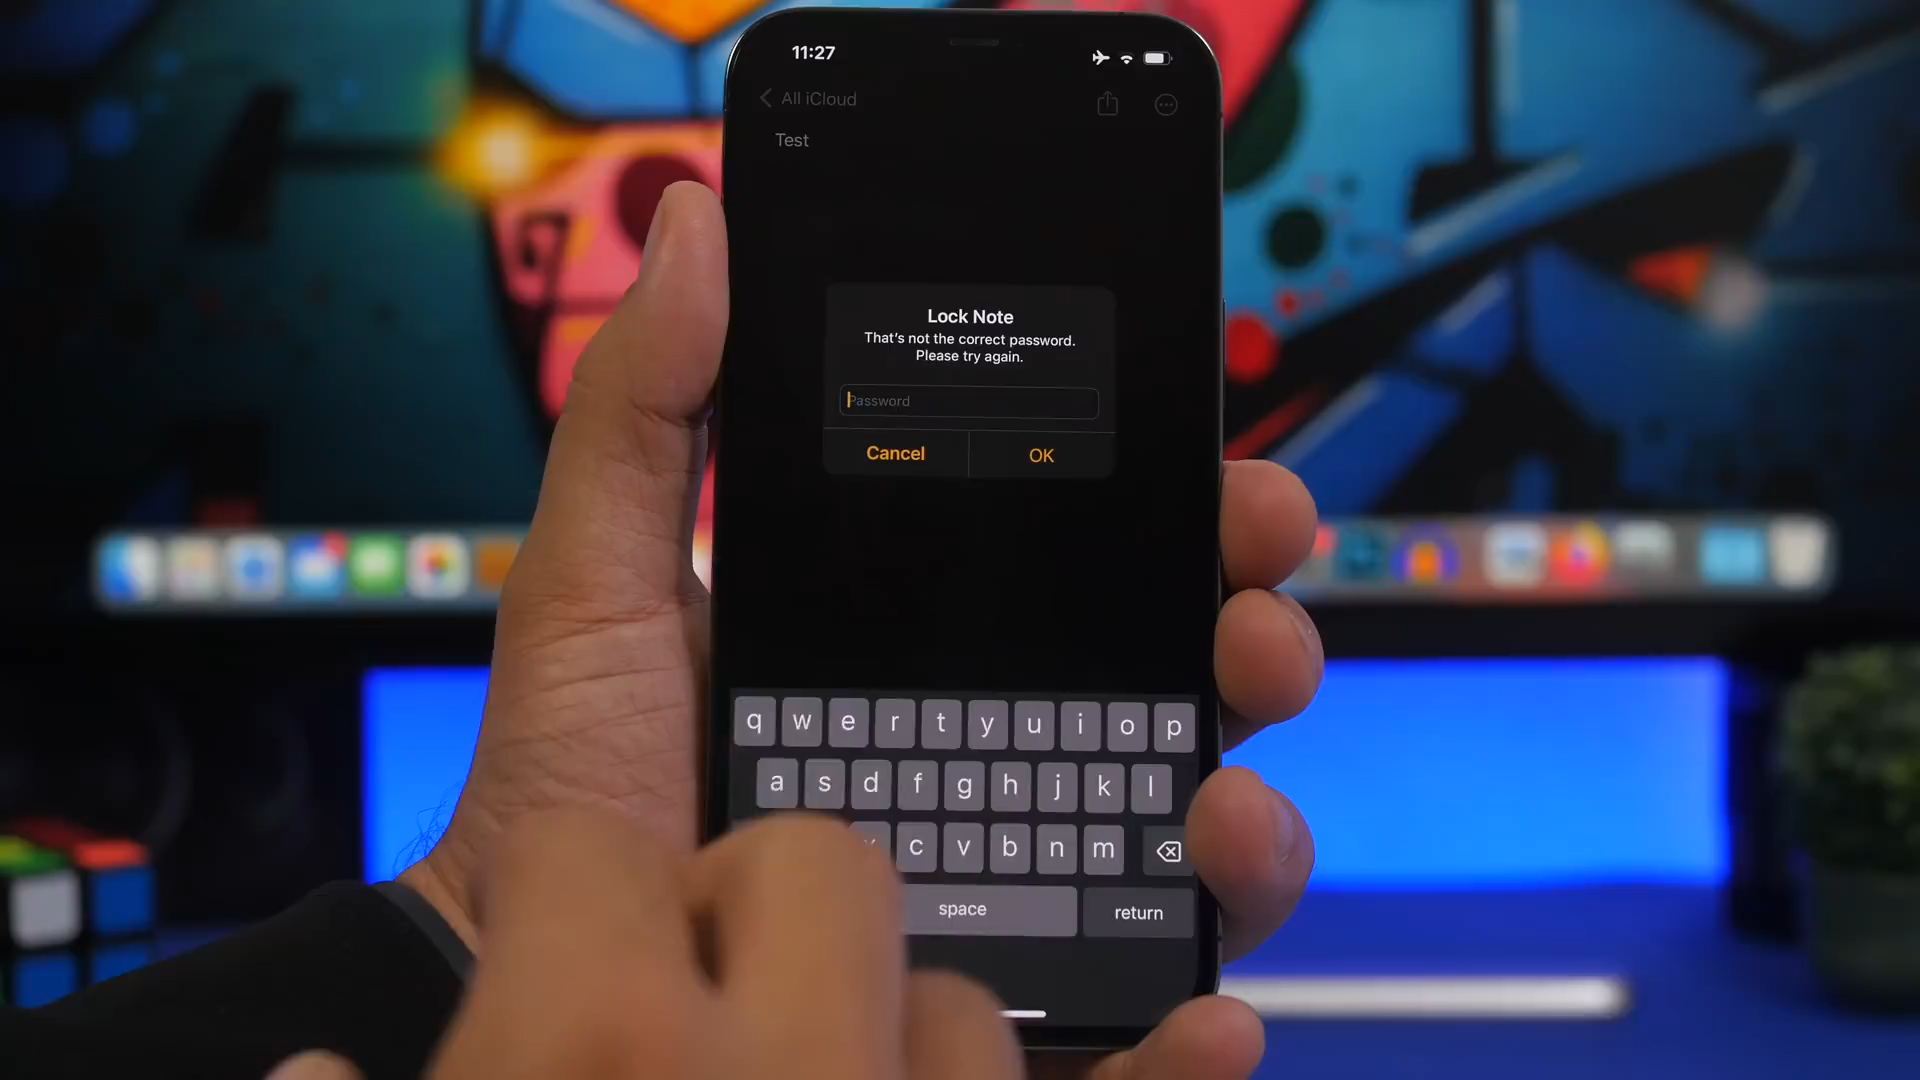 11:27
All iCloud
Test
Lock Note
That's not the correct password.
Please try again.
Password
Cancel
OK
q w e r t y u i o p
a s d f g h j k l
c v b n m
space
return